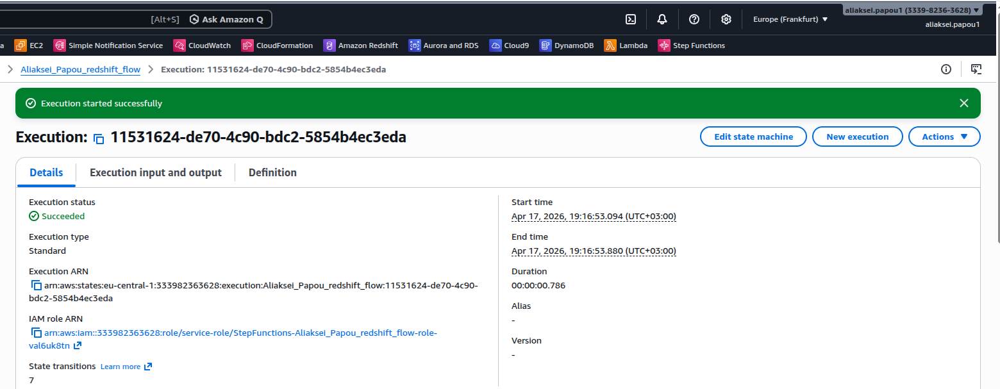 [Alt+S] Ask Amazon Q Europe (Frankfurt) ▼ aliaksei.papou1 (3339-8236-3628) ▼
aliaksei.papou1
a EC2 Simple Notification Service CloudWatch CloudFormation Amazon Redshift Aurora and RDS Cloud9 DynamoDB Lambda Step Functions
Aliaksei_Papou_redshift_flow > Execution: 11531624-de70-4c90-bdc2-5854b4ec3eda
Execution started successfully
Execution: 11531624-de70-4c90-bdc2-5854b4ec3eda Edit state machine New execution Actions ▼
Details Execution input and output Definition
Execution status
Succeeded
Execution type
Standard
Execution ARN
arn:aws:states:eu-central-1:333982363628:execution:Aliaksei_Papou_redshift_flow:11531624-de70-4c90-
bdc2-5854b4ec3eda
IAM role ARN
arn:aws:iam::333982363628:role/service-role/StepFunctions-Aliaksei_Papou_redshift_flow-role-
val6uk8tn
State transitions Learn more
7
Start time
Apr 17, 2026, 19:16:53.094 (UTC+03:00)
End time
Apr 17, 2026, 19:16:53.880 (UTC+03:00)
Duration
00:00:00.786
Alias
-
Version
-